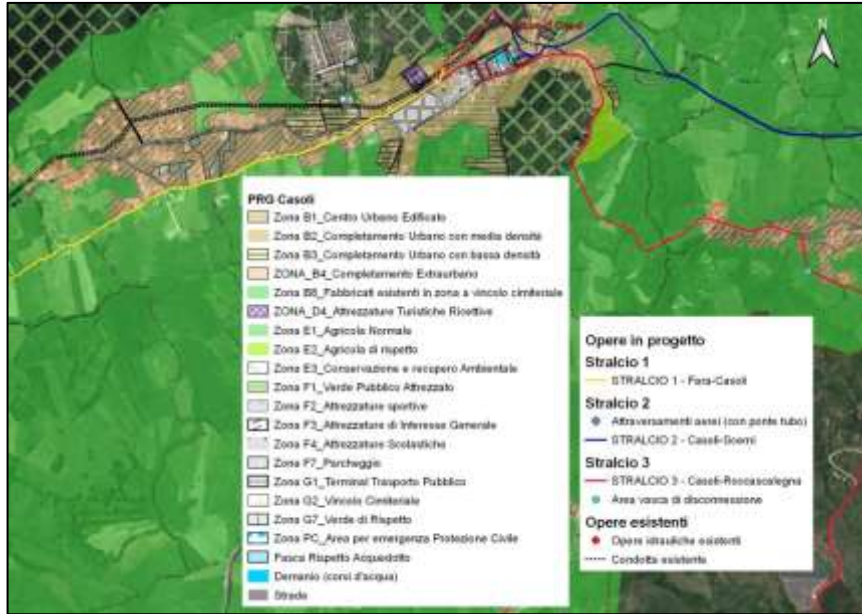 N
PRG Casoli
Zona B1_Centro Urbano Edificato
Zona B2_Completamento Urbano con media densità
Zona B3_Completamento Urbano con bassa densità
ZONA_B4_Completamento Extraurbano
Zona B6_Fabbricati esistenti in zona a vincolo cimiteriale
ZONA_D4_Attrezzature Turistiche Ricettive
Zona E1_Agricola Normale
Zona E2_Agricola di rispetto
Zona E3_Conservazione e recupero Ambientale
Zona F1_Verde Pubblico Attrezzato
Zona F2_Attrezzature sportive
Zona F3_Attrezzature di Interesse Generale
Zona F4_Attrezzature Scolastiche
Zona F7_Parcheggio
Zona G1_Terminal Trasporto Pubblico
Zona G2_Vincolo Cimiteriale
Zona G7_Verde di Rispetto
Zona PC_Area per emergenza Protezione Civile
Fasca Rispetto Acquedotto
Demanio (corsi d'acqua)
Strade
Opere in progetto
Stralcio 1
STRALCIO 1 - Fara-Casoli
Stralcio 2
Attraversamenti aerei (con ponte tubo)
STRALCIO 2 - Casoli-Scerni
Stralcio 3
STRALCIO 3 - Casoli-Roccascalegna
Area vasca di disconnessione
Opere esistenti
Opere idrauliche esistenti
Condotta esistente